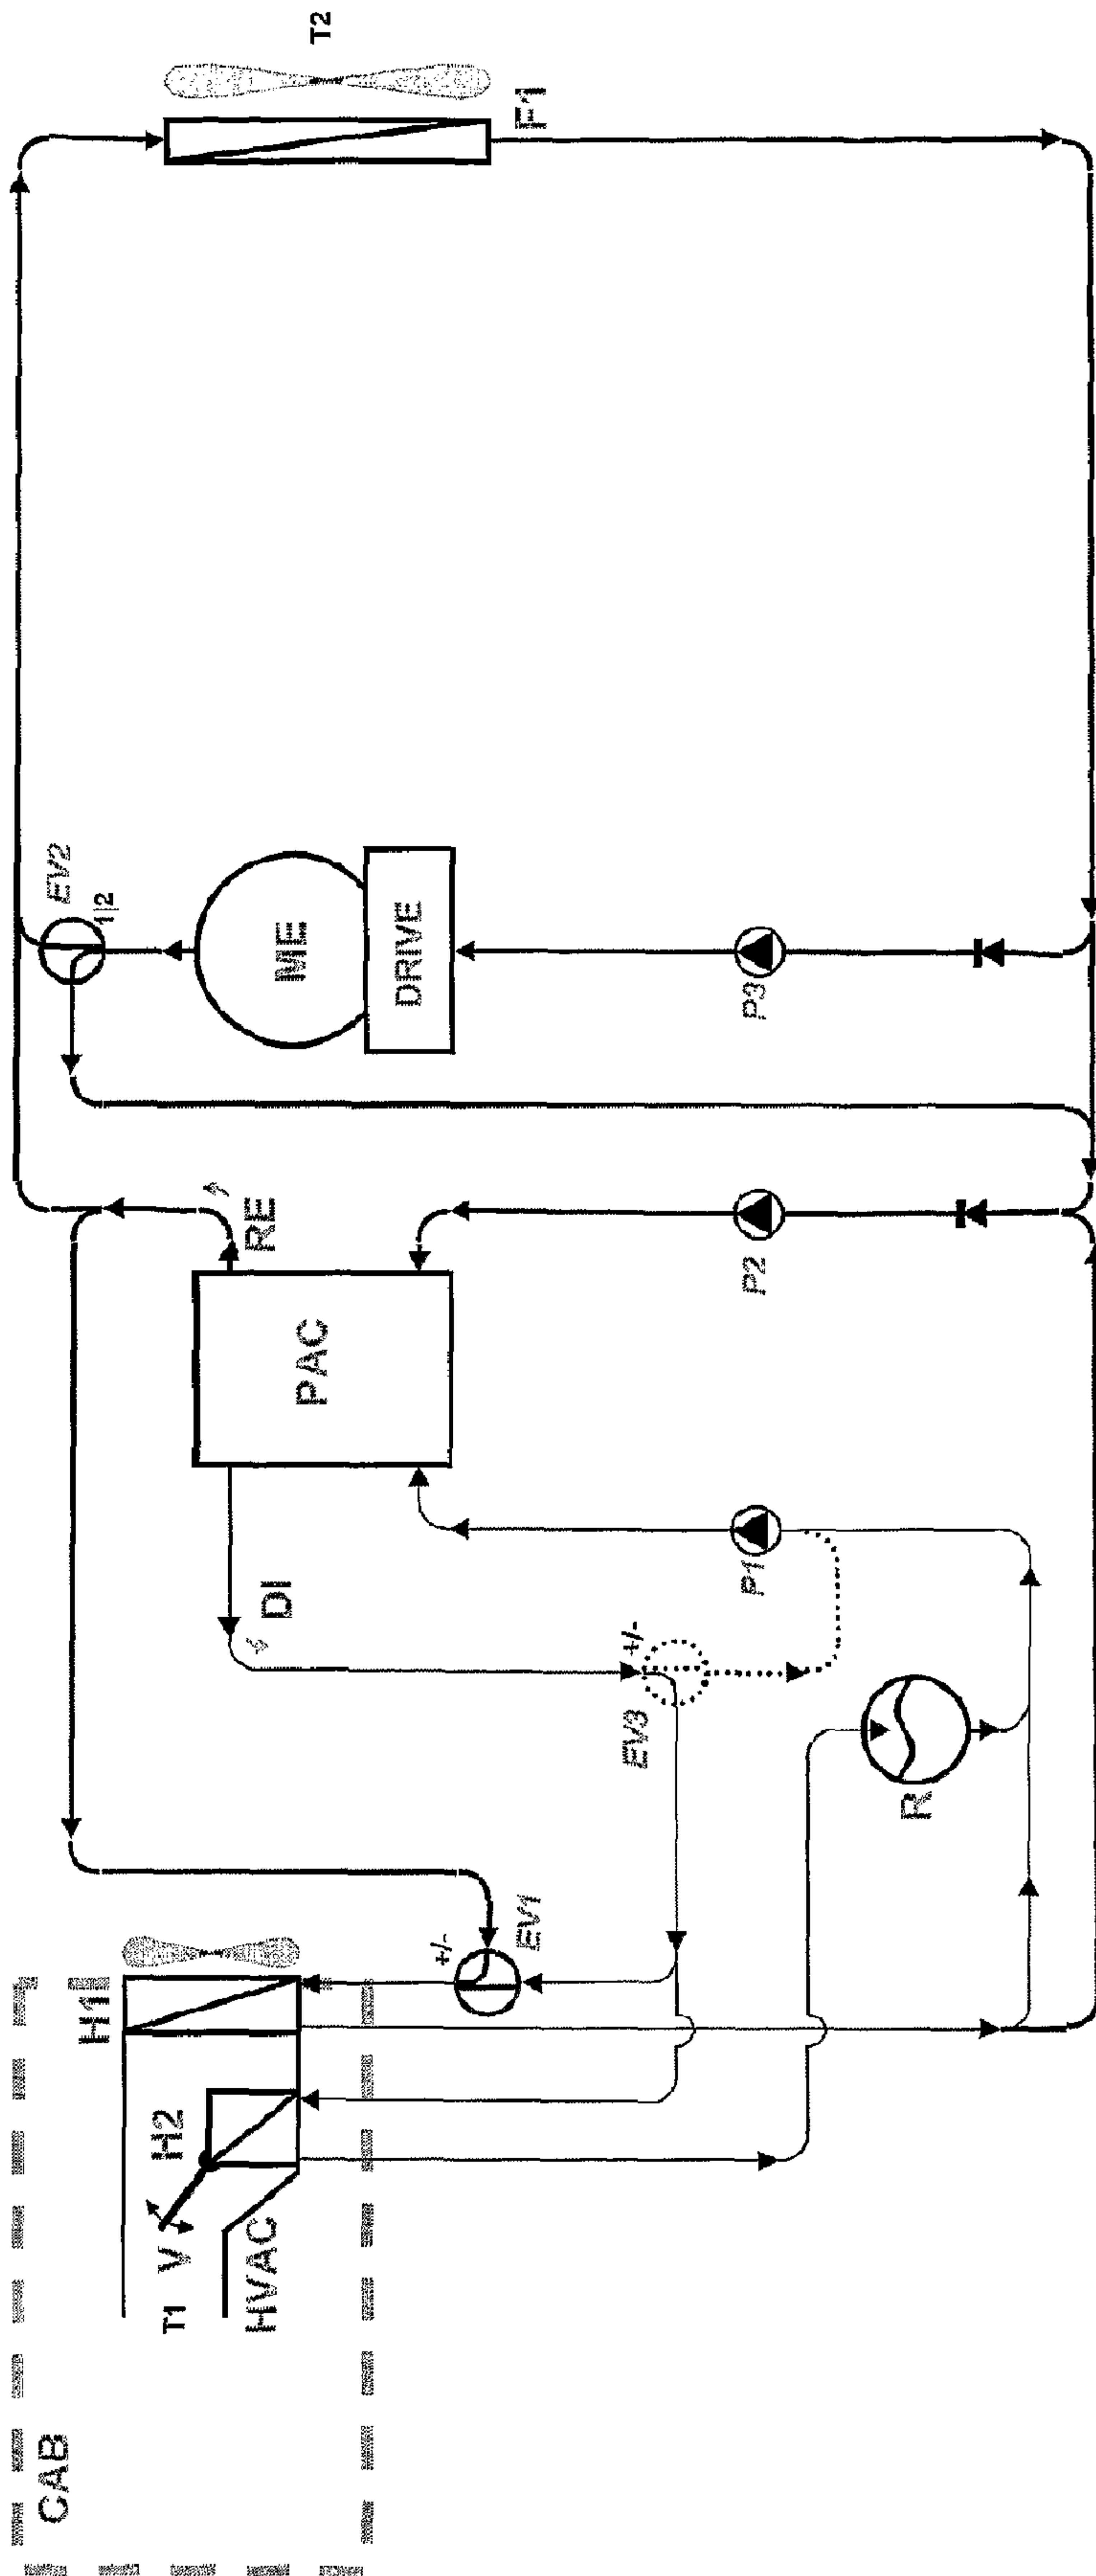 CAB
T1
V
HVAC
H2
H1
+/-
EV1
EV3
+/-
R
DI
P1
PAC
RE
P2
EV2
1|2
ME
DRIVE
P3
F1
T2